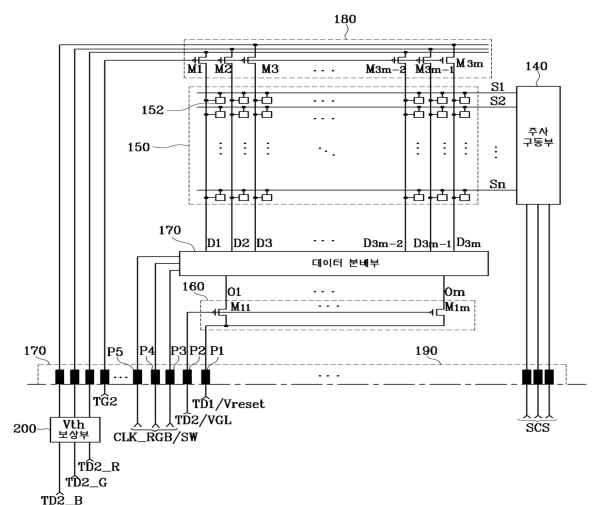 180
M1 M2 M3 ... M3m-2 M3m-1 M3m
140
152
S1
S2
150
주사
구동부
Sn
170
D1 D2 D3 ... D3m-2 D3m-1 D3m
데이터 분배부
160
O1 ... Om
M11 M1m
170
P5 P4 P3 P2 P1
190
TG2
TD1/Vreset
TD2/VGL
CLK_RGB/SW
SCS
200
Vth
보상부
TD2_R
TD2_G
TD2_B